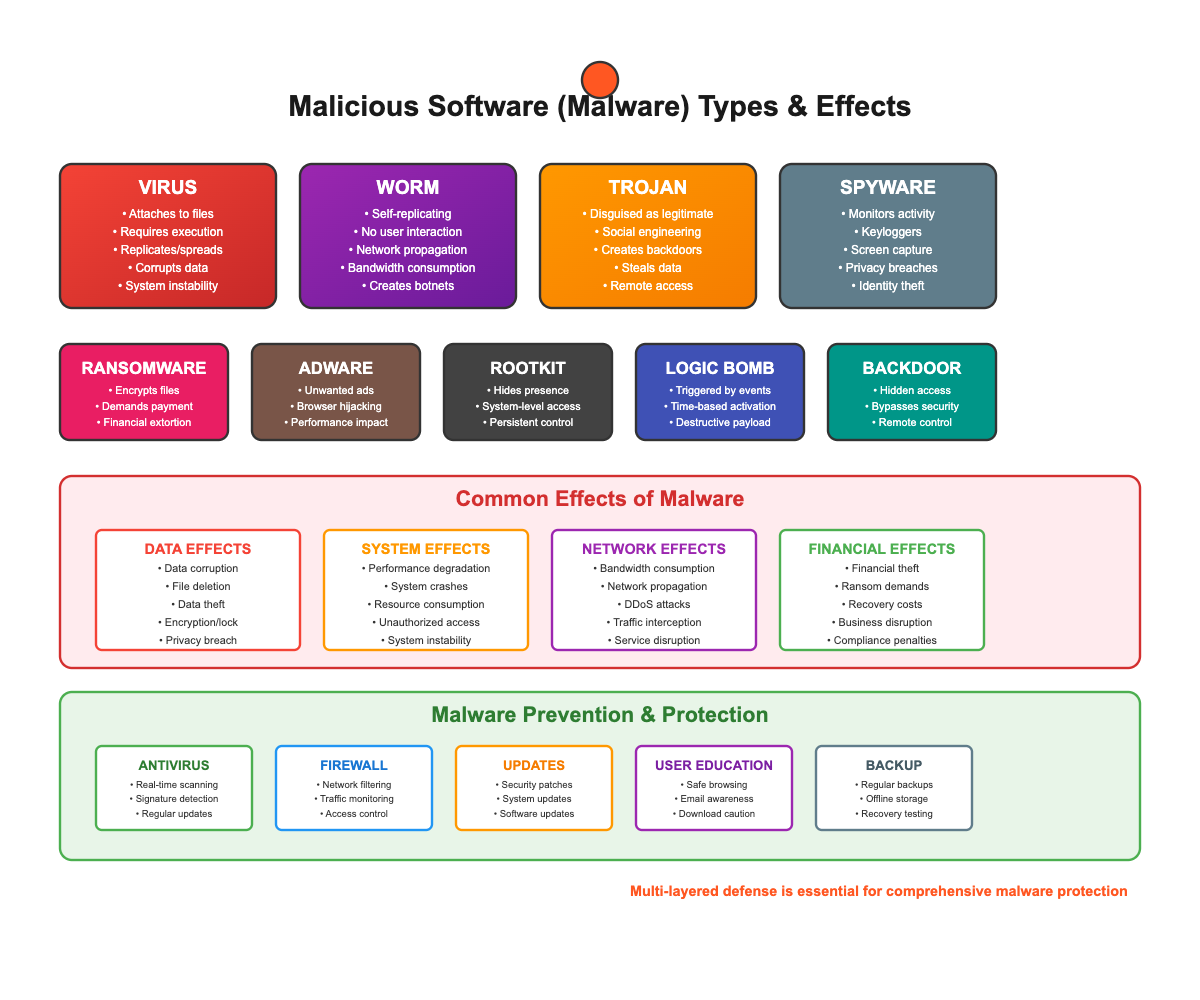 Malicious Software (Malware) Types & Effects
VIRUS
• Attaches to files
• Requires execution
• Replicates/spreads
• Corrupts data
• System instability
WORM
• Self-replicating
• No user interaction
• Network propagation
• Bandwidth consumption
• Creates botnets
TROJAN
• Disguised as legitimate
• Social engineering
• Creates backdoors
• Steals data
• Remote access
SPYWARE
• Monitors activity
• Keyloggers
• Screen capture
• Privacy breaches
• Identity theft
RANSOMWARE
• Encrypts files
• Demands payment
• Financial extortion
ADWARE
• Unwanted ads
• Browser hijacking
• Performance impact
ROOTKIT
• Hides presence
• System-level access
• Persistent control
LOGIC BOMB
• Triggered by events
• Time-based activation
• Destructive payload
BACKDOOR
• Hidden access
• Bypasses security
• Remote control
Common Effects of Malware
DATA EFFECTS
• Data corruption
• File deletion
• Data theft
• Encryption/lock
• Privacy breach
SYSTEM EFFECTS
• Performance degradation
• System crashes
• Resource consumption
• Unauthorized access
• System instability
NETWORK EFFECTS
• Bandwidth consumption
• Network propagation
• DDoS attacks
• Traffic interception
• Service disruption
FINANCIAL EFFECTS
• Financial theft
• Ransom demands
• Recovery costs
• Business disruption
• Compliance penalties
Malware Prevention & Protection
ANTIVIRUS
• Real-time scanning
• Signature detection
• Regular updates
FIREWALL
• Network filtering
• Traffic monitoring
• Access control
UPDATES
• Security patches
• System updates
• Software updates
USER EDUCATION
• Safe browsing
• Email awareness
• Download caution
BACKUP
• Regular backups
• Offline storage
• Recovery testing
Multi-layered defense is essential for comprehensive malware protection